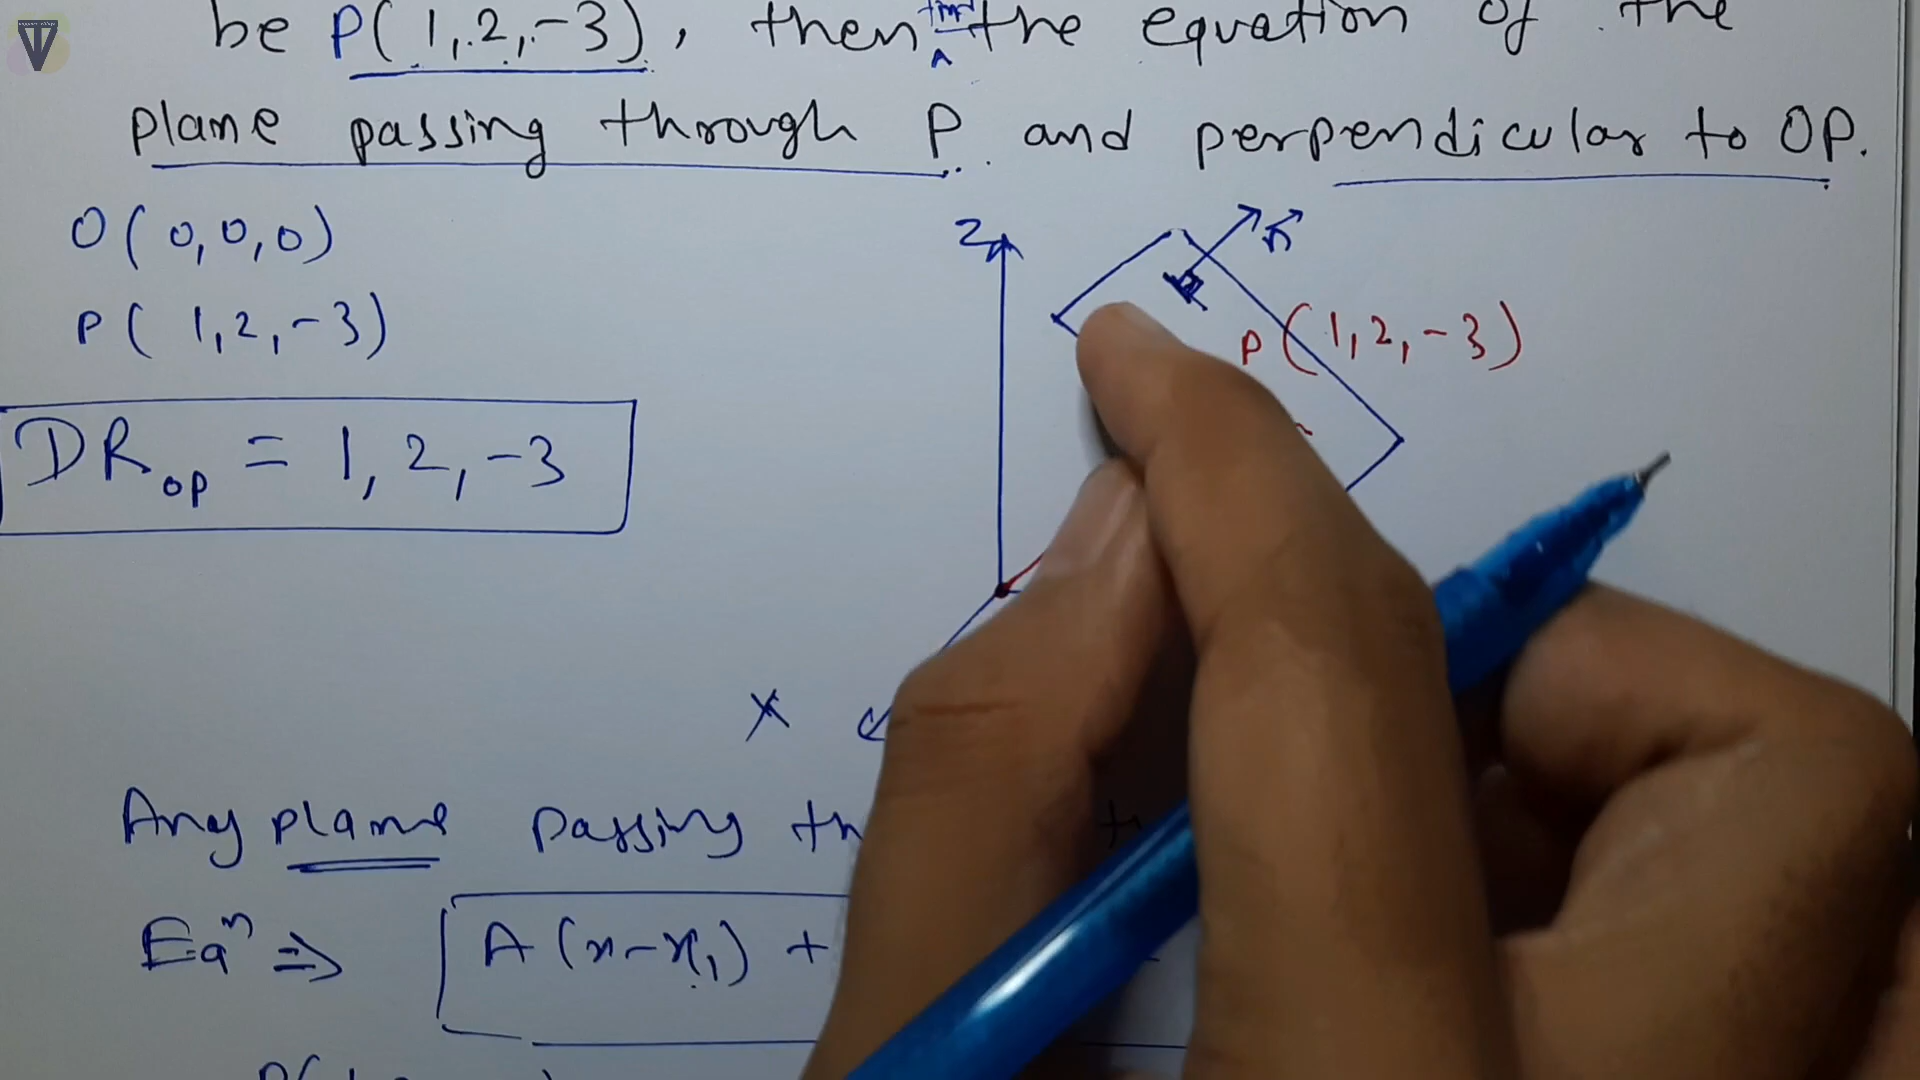 be P(1,2,-3), then find the equation of the
plane passing through P and perpendicular to OP.
O(0,0,0)
P(1,2,-3)
DR_OP = 1, 2, -3
Z
n
P(1,2,-3)
X
Any plane passing
Eqn ⇒ A(x-x₁) +